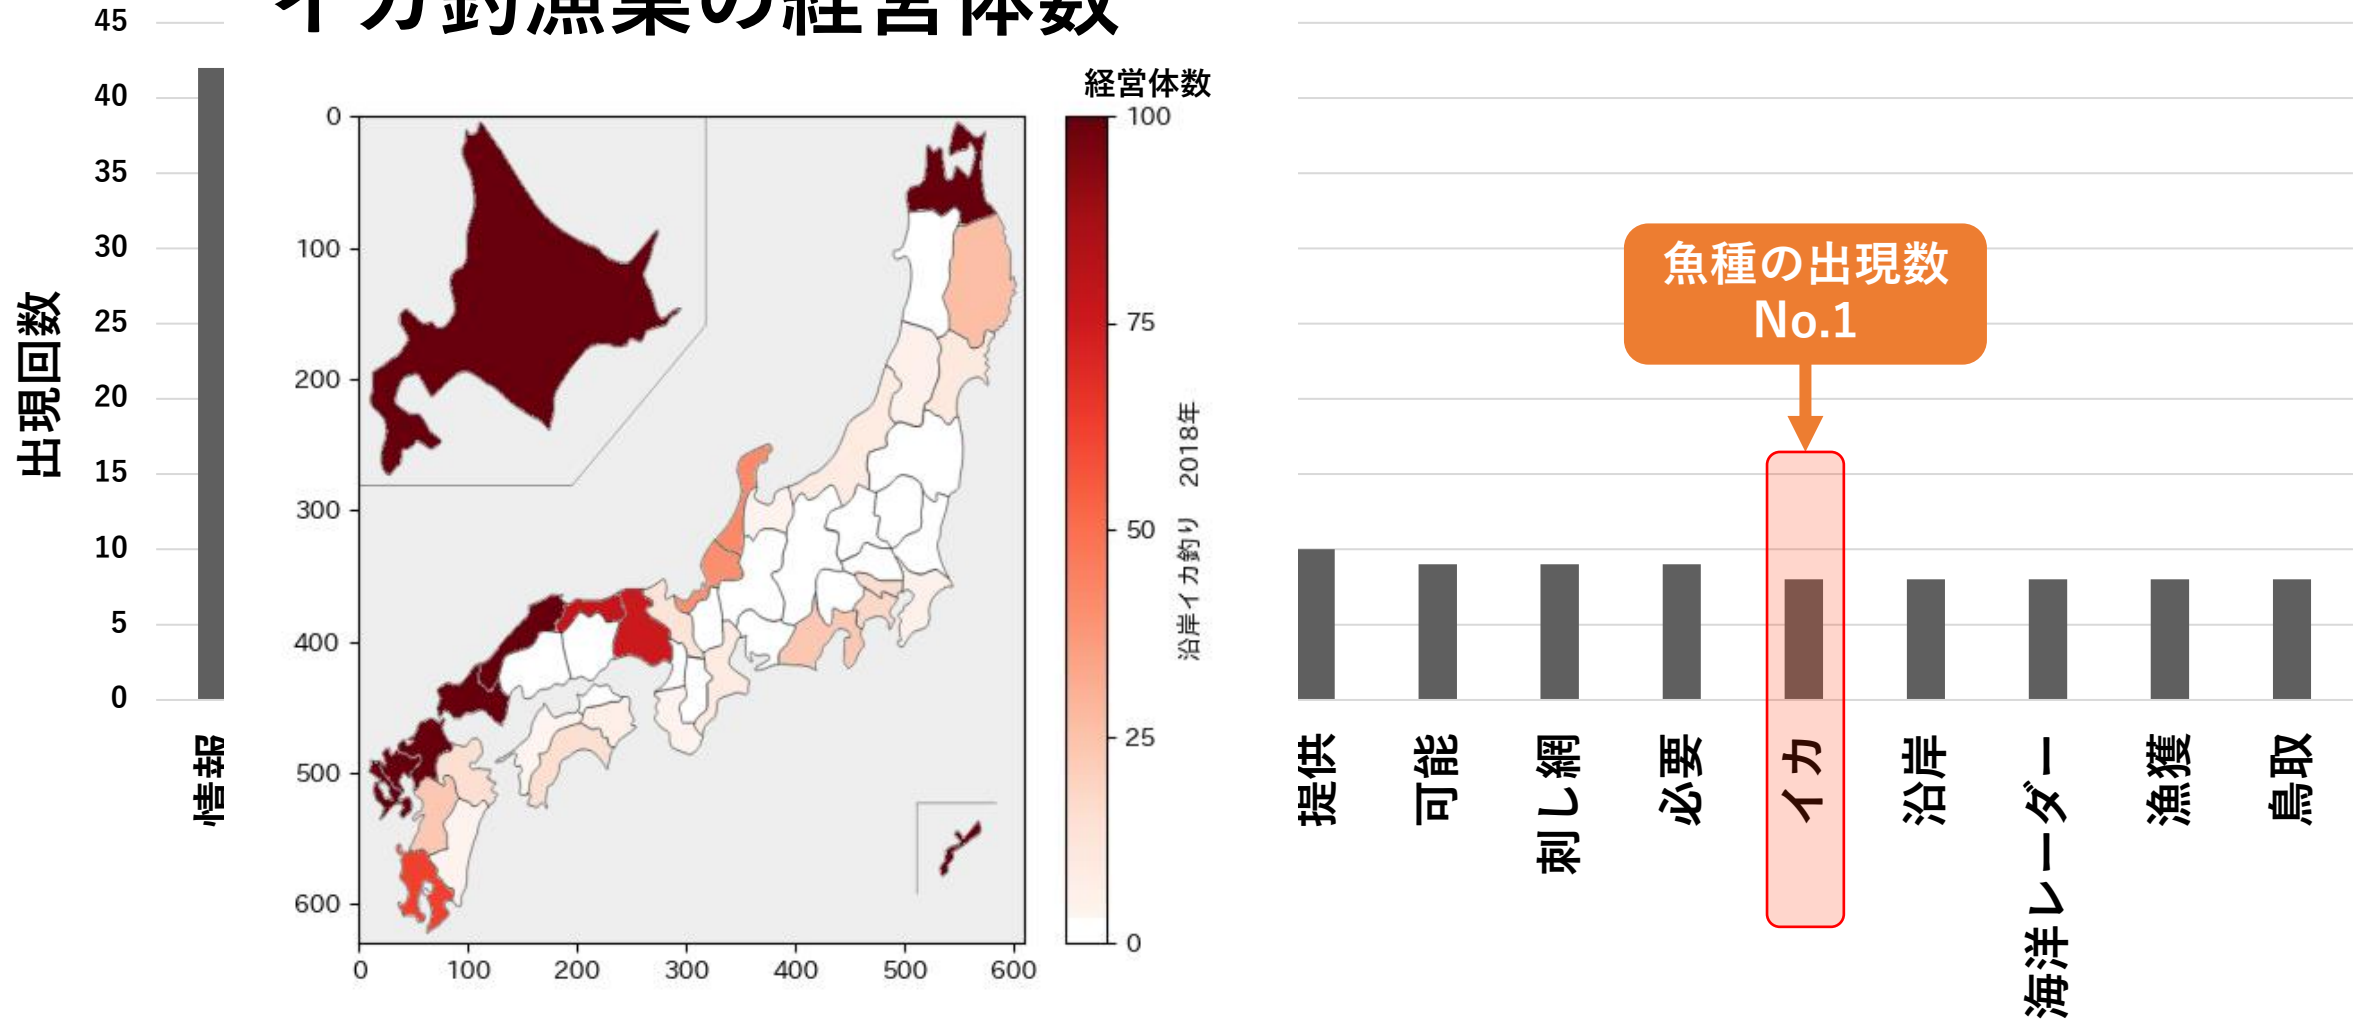 イカ釣漁業の経営体数
出現回数
45
40
35
30
25
20
15
10
5
0
情報
経営体数
0
100
200
300
400
500
600
0
100
200
300
400
500
600
100
75
50
25
0
沿岸イカ釣り 2018年
魚種の出現数
No.1
提供
可能
刺し網
必要
イカ
沿岸
海洋レーダー
漁獲
鳥取